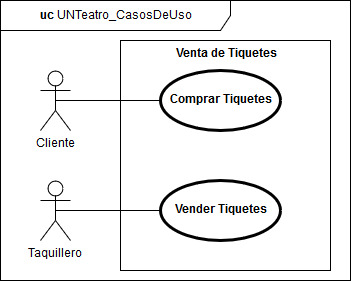 uc UNTeatro_CasosDeUso
Venta de Tiquetes
Comprar Tiquetes
Cliente
Vender Tiquetes
Taquillero